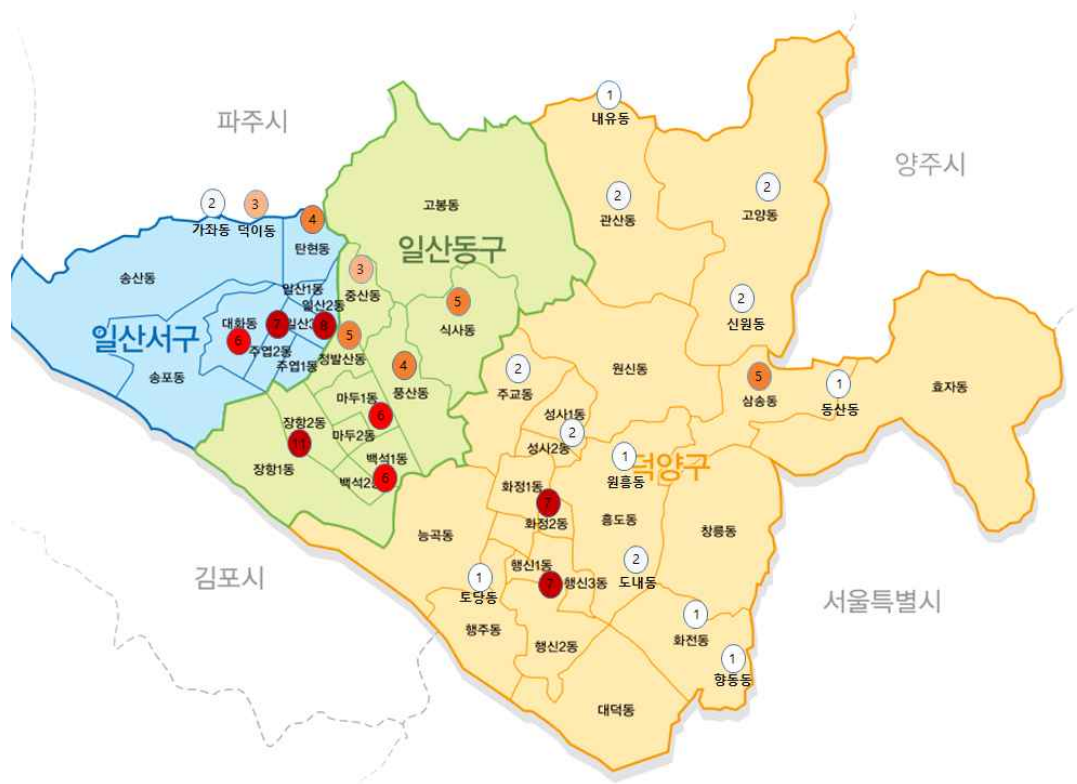 파주시
양주시
1
내유동
2
관산동
2
고양동
고봉동
일산동구
2
가좌동
3
덕이동
4
탄현동
송산동
3
중산동
5
식사동
2
신원동
일산1동
일산2동
일산3
8
7
대화동
6
일산서구
주엽2동
주엽1동
송포동
5
정발산동
4
풍산동
2
주교동
원신동
5
삼송동
1
동산동
효자동
마두1동
6
마두2동
장항2동
11
장항1동
백석1동
백석2
6
성사1동
2
성사2동
1
원흥동
덕양구
화정1동
7
화정2동
흥도동
창릉동
능곡동
행신1동
7
행신3동
2
도내동
1
토당동
행주동
행신2동
1
화전동
1
향동동
대덕동
김포시
서울특별시